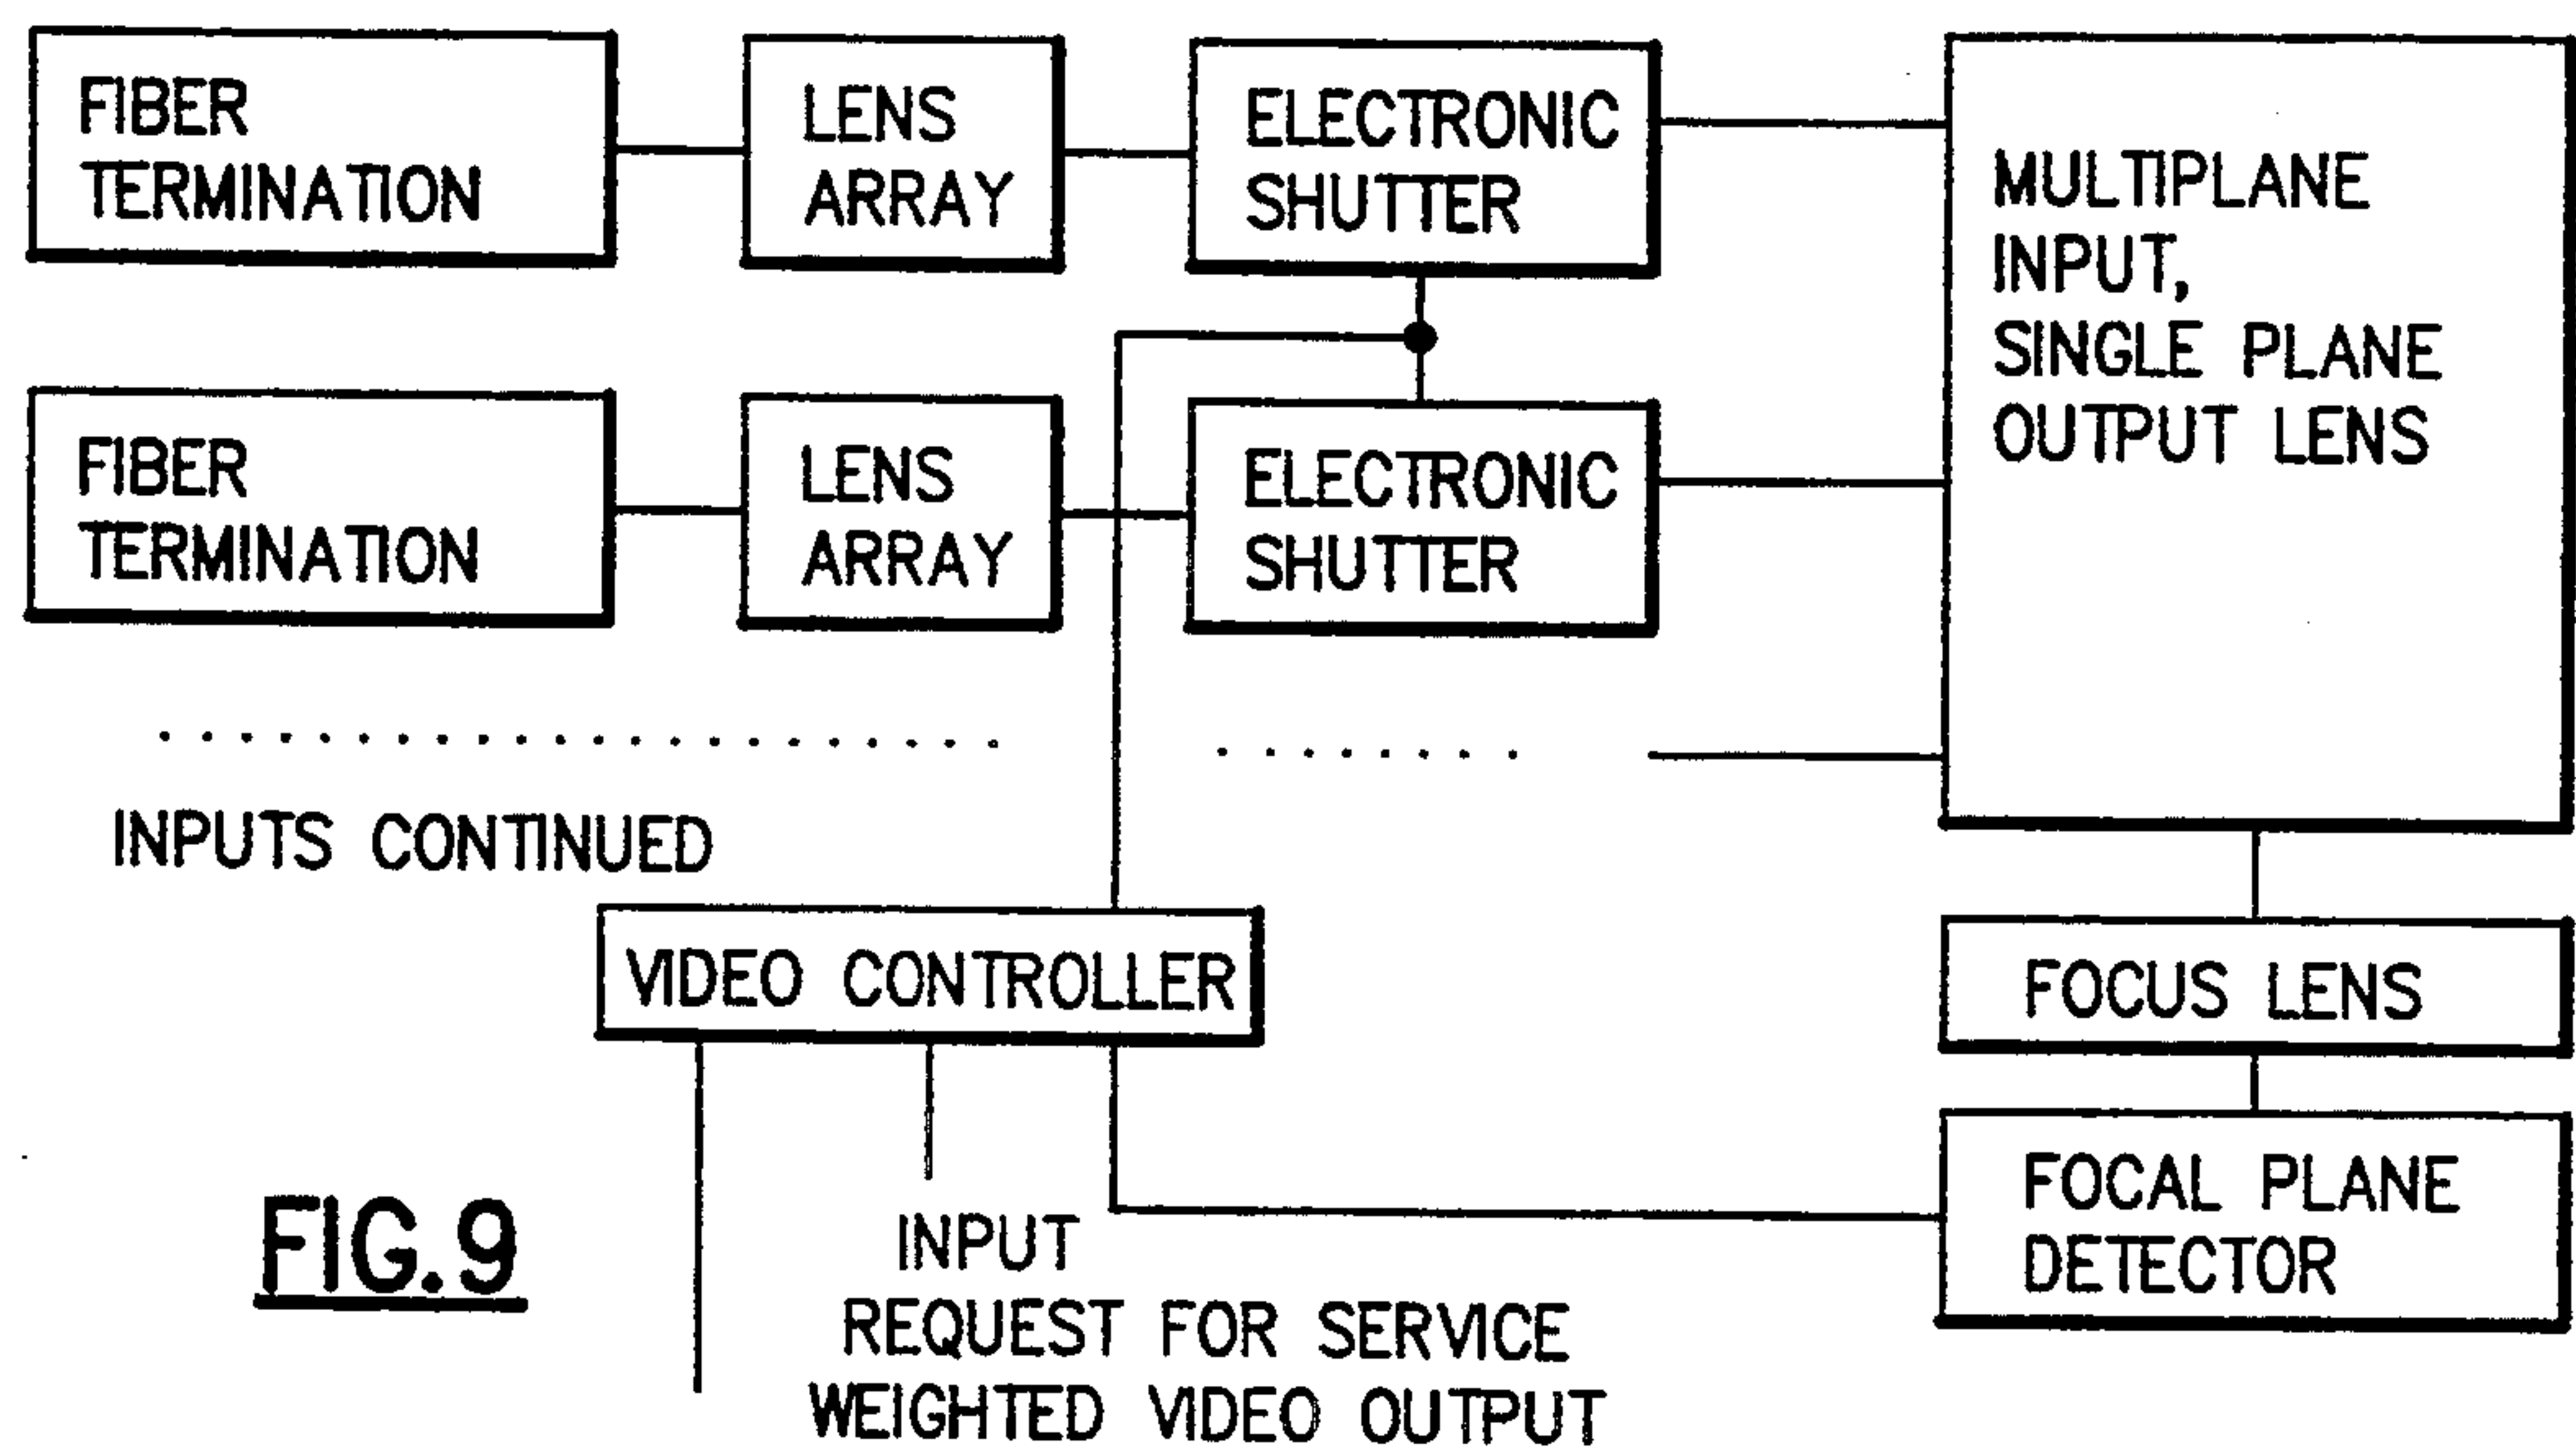 FIBER
TERMINATION
LENS
ARRAY
ELECTRONIC
SHUTTER
MULTIPLANE
INPUT,
SINGLE PLANE
OUTPUT LENS
FIBER
TERMINATION
LENS
ARRAY
ELECTRONIC
SHUTTER
INPUTS CONTINUED
VIDEO CONTROLLER
FOCUS LENS
FOCAL PLANE
DETECTOR
INPUT
REQUEST FOR SERVICE
WEIGHTED VIDEO OUTPUT
FIG.9